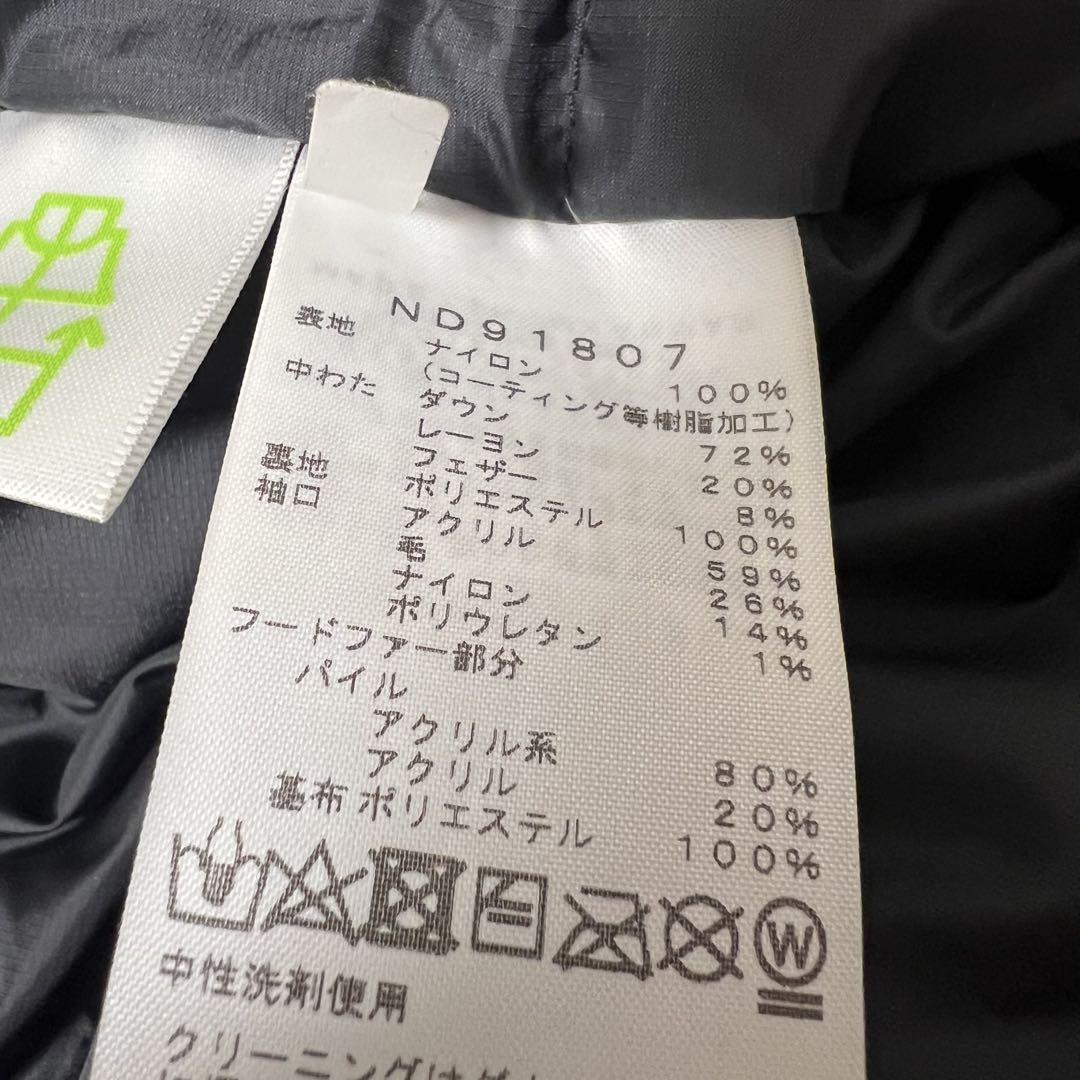 ND91807
表地 ナイロン 100%
(コーティング等樹脂加工)
中わた ダウン 72%
レーヨン 20%
フェザー 8%
裏地 ポリエステル 100%
袖口 アクリル 59%
毛 26%
ナイロン 14%
ポリウレタン 1%
フードファー部分
パイル
アクリル系 80%
アクリル 20%
基布 ポリエステル 100%
W
中性洗剤使用
クリーニングは